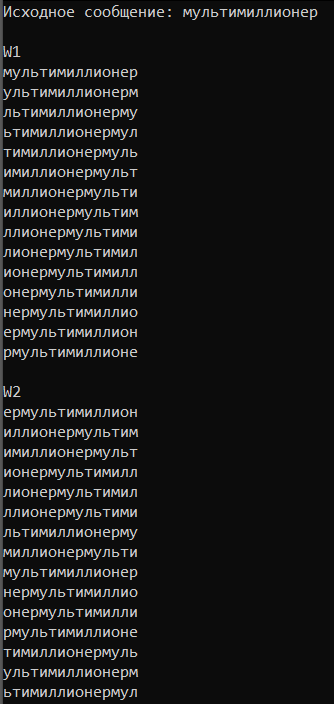 Исходное сообщение: мультимиллионер
W1
мультимиллионер
ультимиллионерм
льтимиллионерму
ьтимиллионермул
тимиллионермуль
имиллионермульт
миллионермульти
иллионермультим
ллионермультими
лионермультимил
ионермультимилл
онермультимилли
нермультимиллио
ермультимиллион
рмультимиллионе
W2
ермультимиллион
иллионермультим
имиллионермульт
ионермультимилл
лионермультимил
ллионермультими
льтимиллионерму
миллионермульти
мультимиллионер
нермультимиллио
онермультимилли
рмультимиллионе
тимиллионермуль
ультимиллионерм
ьтимиллионермул